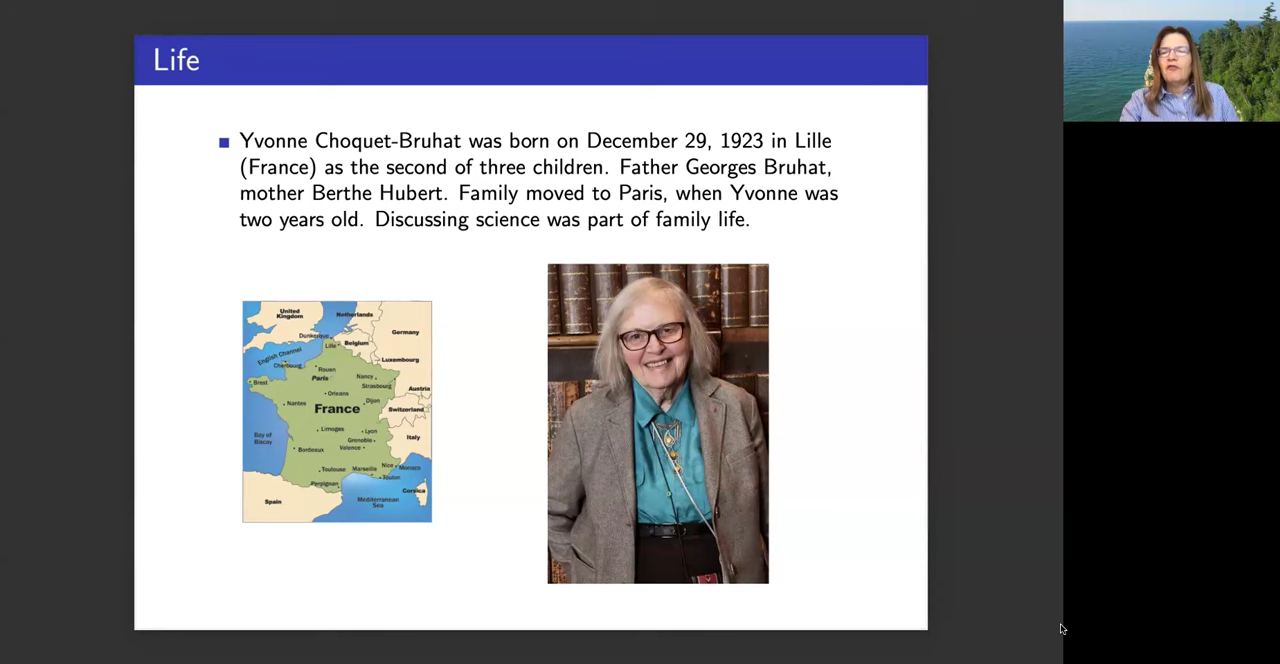 Life
Yvonne Choquet-Bruhat was born on December 29, 1923 in Lille
(France) as the second of three children. Father Georges Bruhat,
mother Berthe Hubert. Family moved to Paris, when Yvonne was
two years old. Discussing science was part of family life.
United
Kingdom
Netherlands
Germany
Dunkerque
Lille
Belgium
English Channel
Luxembourg
Cherbourg
Rouen
Paris
Nancy
Strasbourg
Brest
Orleans
Austria
Nantes
Dijon
France
Switzerland
Limoges
Lyon
Bay of
Biscay
Grenoble
Italy
Bordeaux
Valence
Toulouse
Marseille
Nice
Monaco
Toulon
Perpignan
Corsica
Spain
Mediterranean
Sea